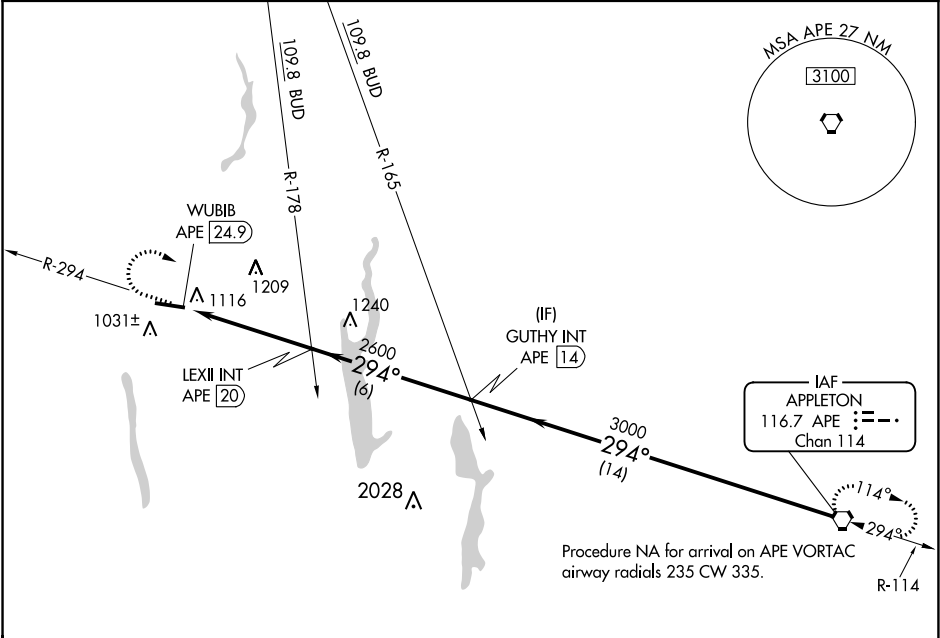 MSA APE 27 NM
3100
109.8 BUD
109.8 BUD
R-178
R-165
WUBIB
APE 24.9
R-294
1209
1116
1031±
1240
(IF)
GUTHY INT
APE 14
LEXII INT
APE 20
2600
294°
(6)
IAF
APPLETON
116.7 APE
Chan 114
3000
294°
(14)
2028
114°
294°
Procedure NA for arrival on APE VORTAC
airway radials 235 CW 335.
R-114